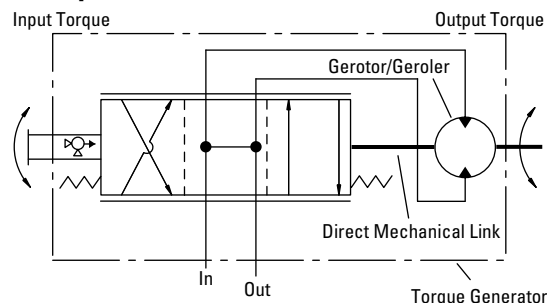 Input Torque
Output Torque
Gerotor/Geroler
Direct Mechanical Link
In
Out
Torque Generator